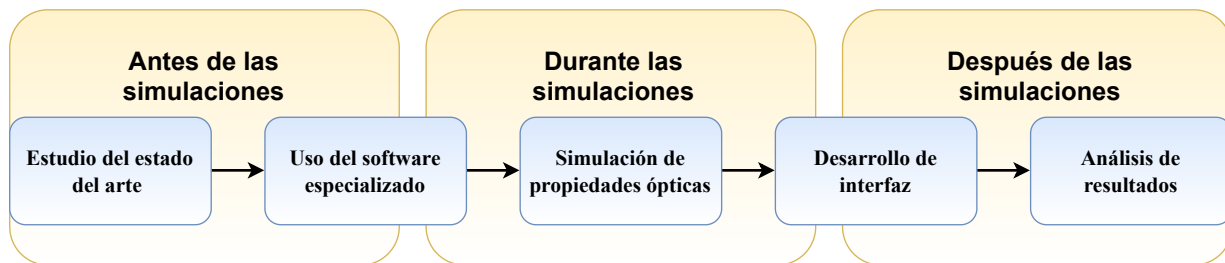 Antes de las
simulaciones
Durante las
simulaciones
Después de las
simulaciones
Estudio del estado
del arte
Uso del software
especializado
Simulación de
propiedades ópticas
Desarrollo de
interfaz
Análisis de
resultados